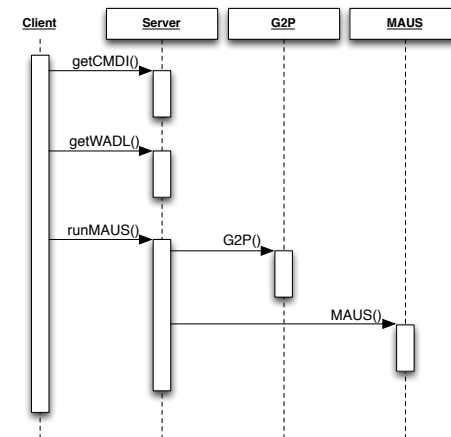 Client Server G2P MAUS
getCMDI()
getWADL()
runMAUS()
G2P()
MAUS()